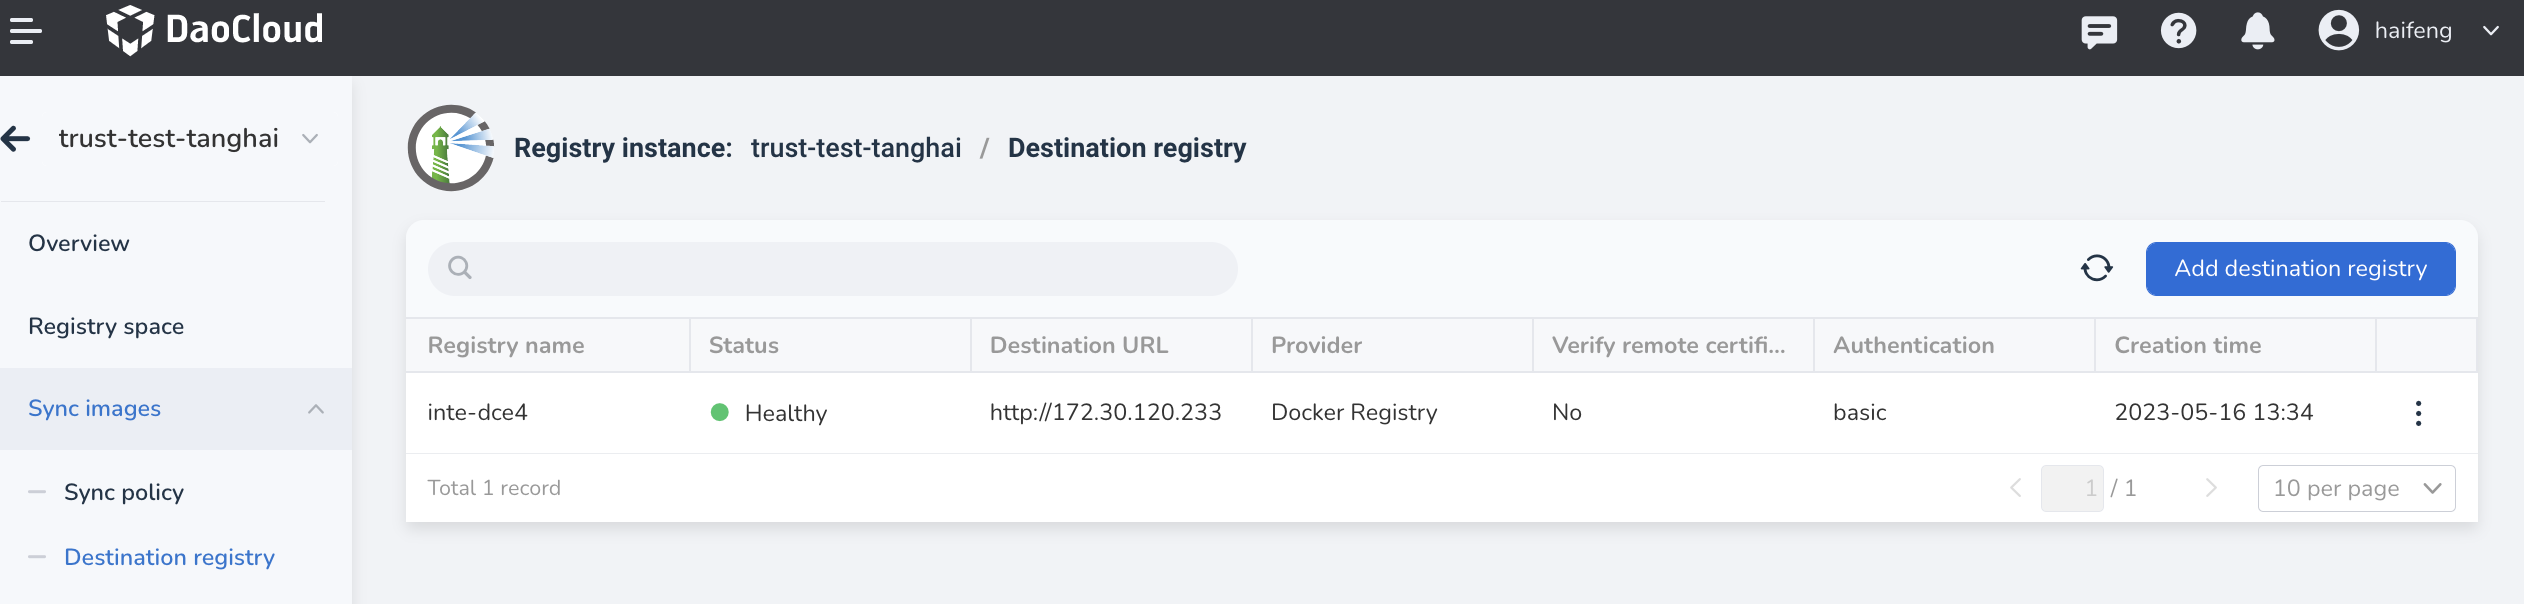 DaoCloud
haifeng
trust-test-tanghai
Overview
Registry space
Sync images
Sync policy
Destination registry
Registry instance: trust-test-tanghai / Destination registry
Add destination registry
Registry name Status Destination URL Provider Verify remote certifi... Authentication Creation time
inte-dce4 Healthy http://172.30.120.233 Docker Registry No basic 2023-05-16 13:34
Total 1 record
1 / 1
10 per page